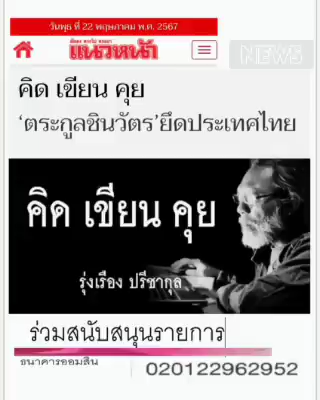 วันพุธ ที่ 22 พฤษภาคม พ.ศ. 2567
แนวหน้า
NEWS
คิด เขียน คุย
‘ตระกูลชินวัตร’ยึดประเทศไทย
คิด เขียน คุย
รุ่งเรือง ปรีชากุล
ร่วมสนับสนุนรายการ
ธนาคารออมสิน
020122962952